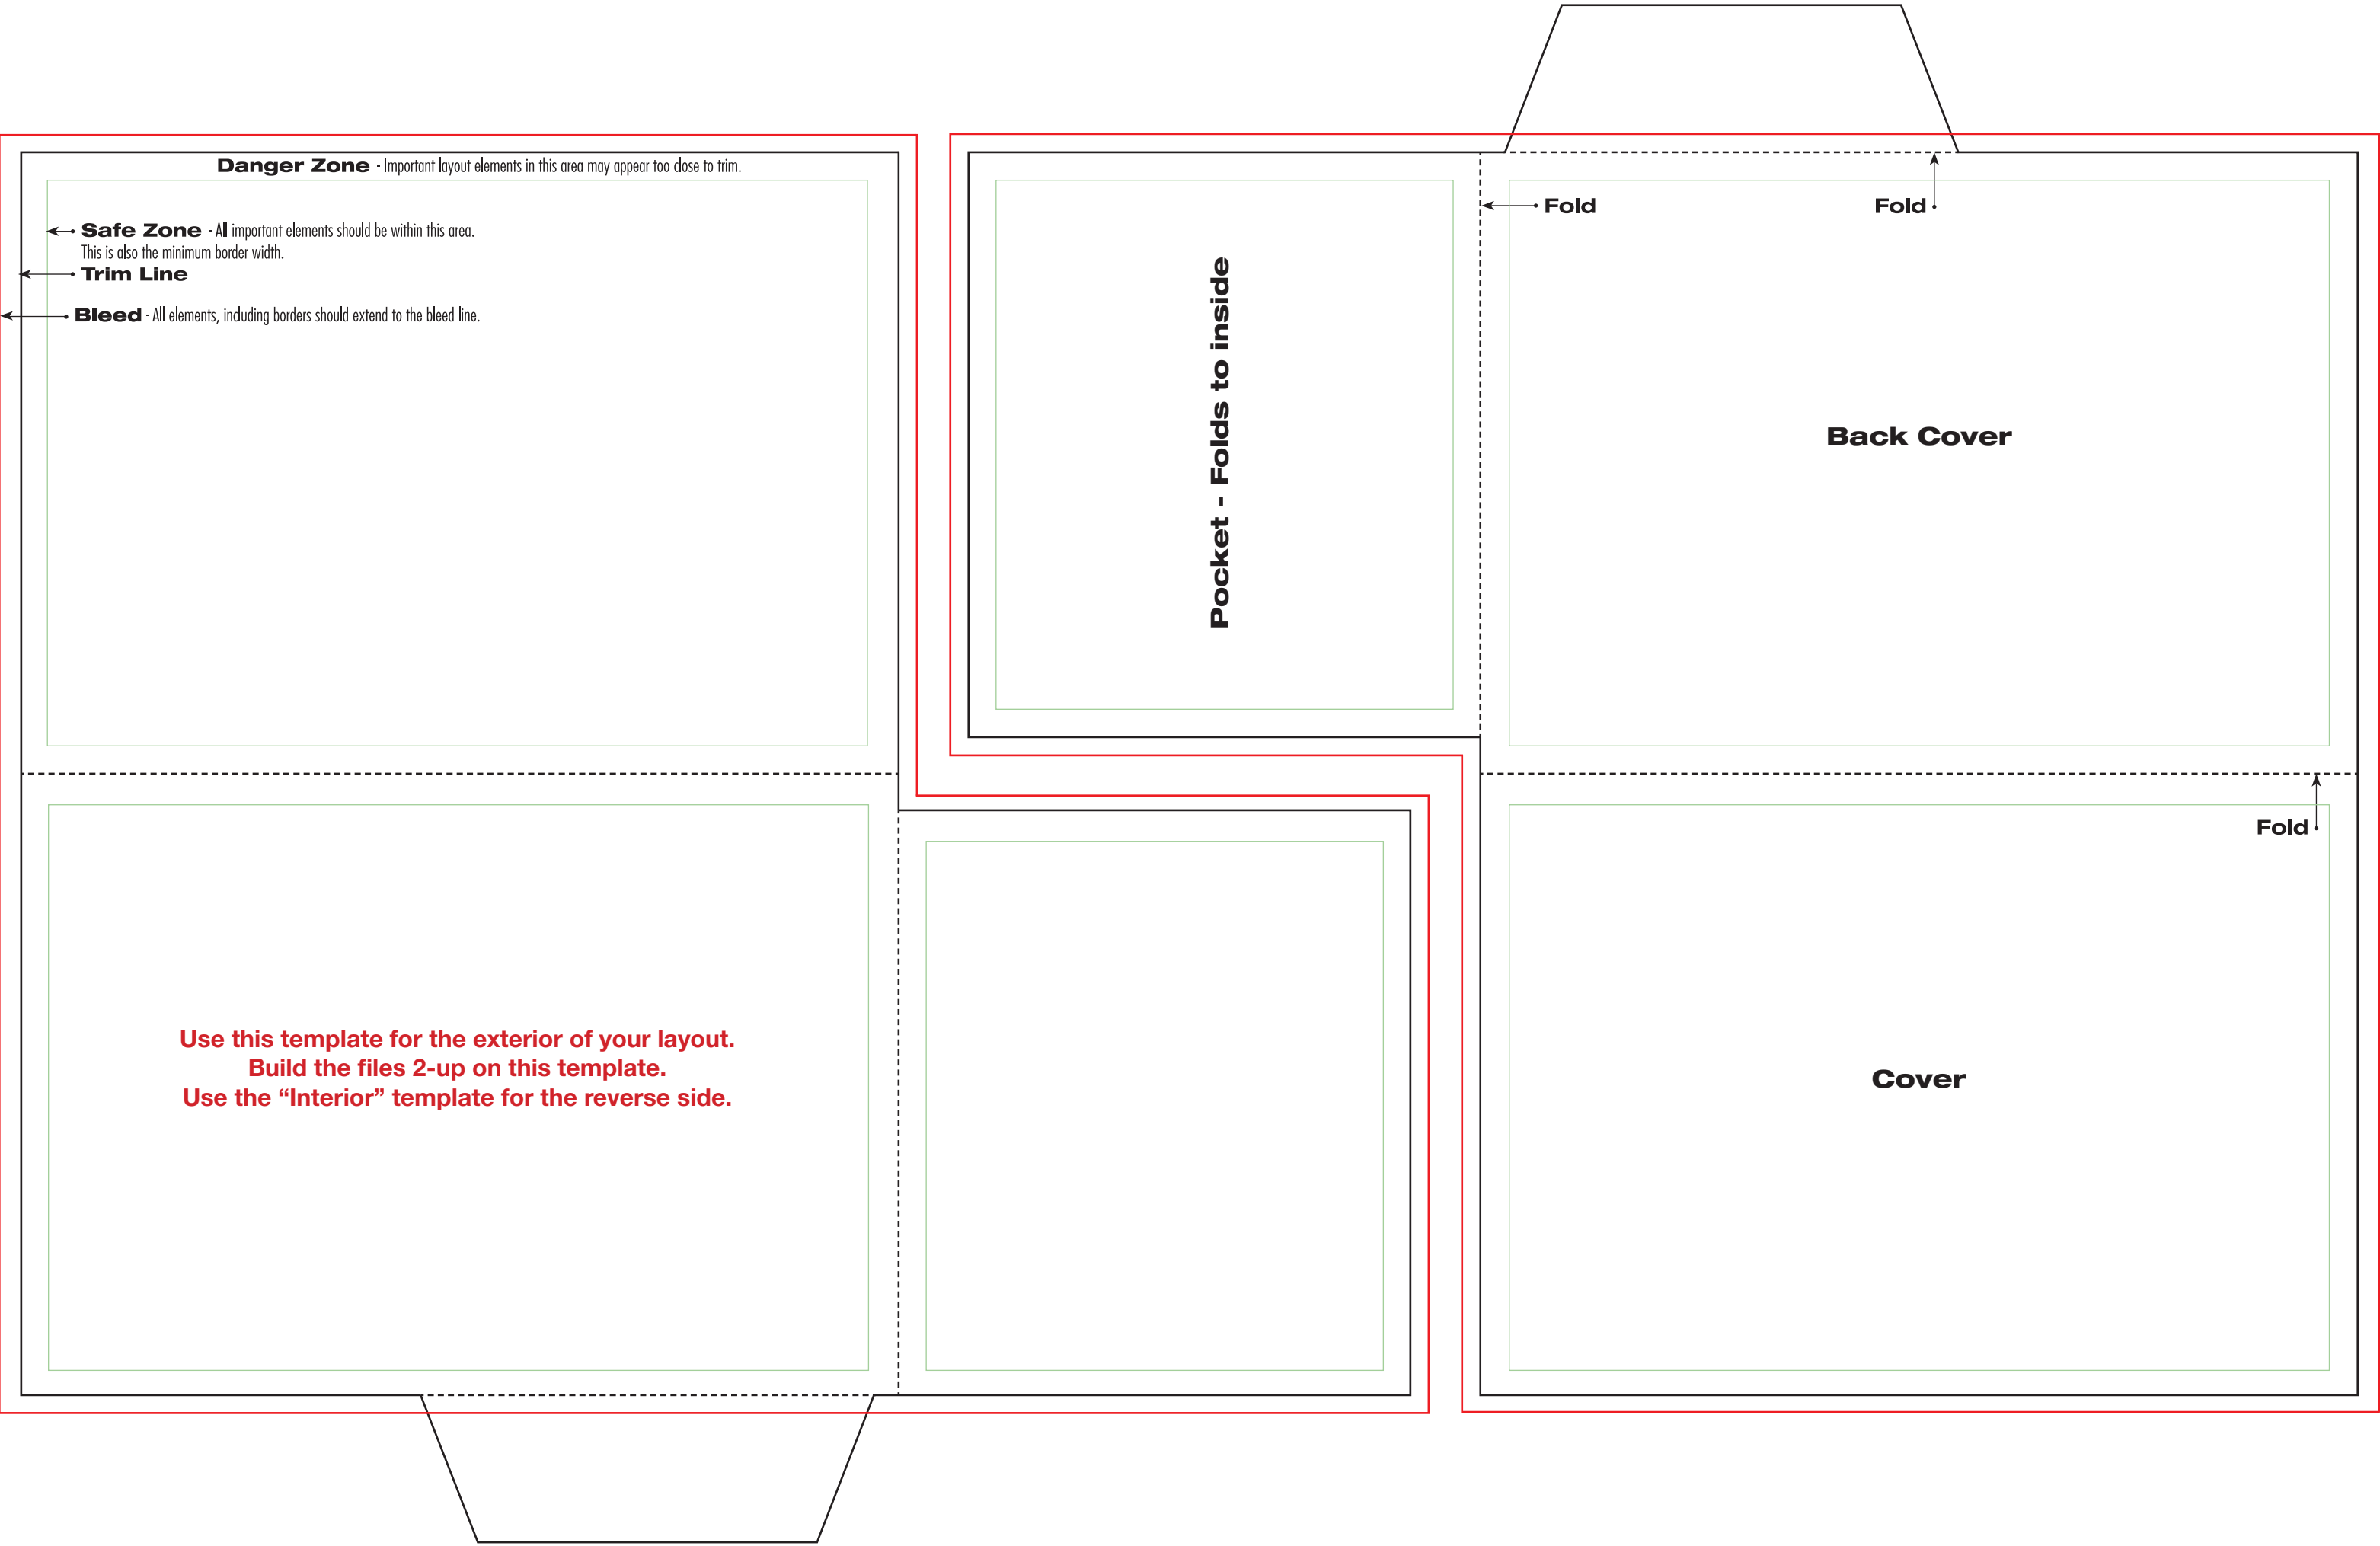 Danger Zone - Important layout elements in this area may appear too close to trim.
Safe Zone - All important elements should be within this area.
This is also the minimum border width.
Trim Line
Bleed - All elements, including borders should extend to the bleed line.
Use this template for the exterior of your layout.
Build the files 2-up on this template.
Use the “Interior” template for the reverse side.
Pocket - Folds to inside
Fold
Fold
Back Cover
Fold
Cover